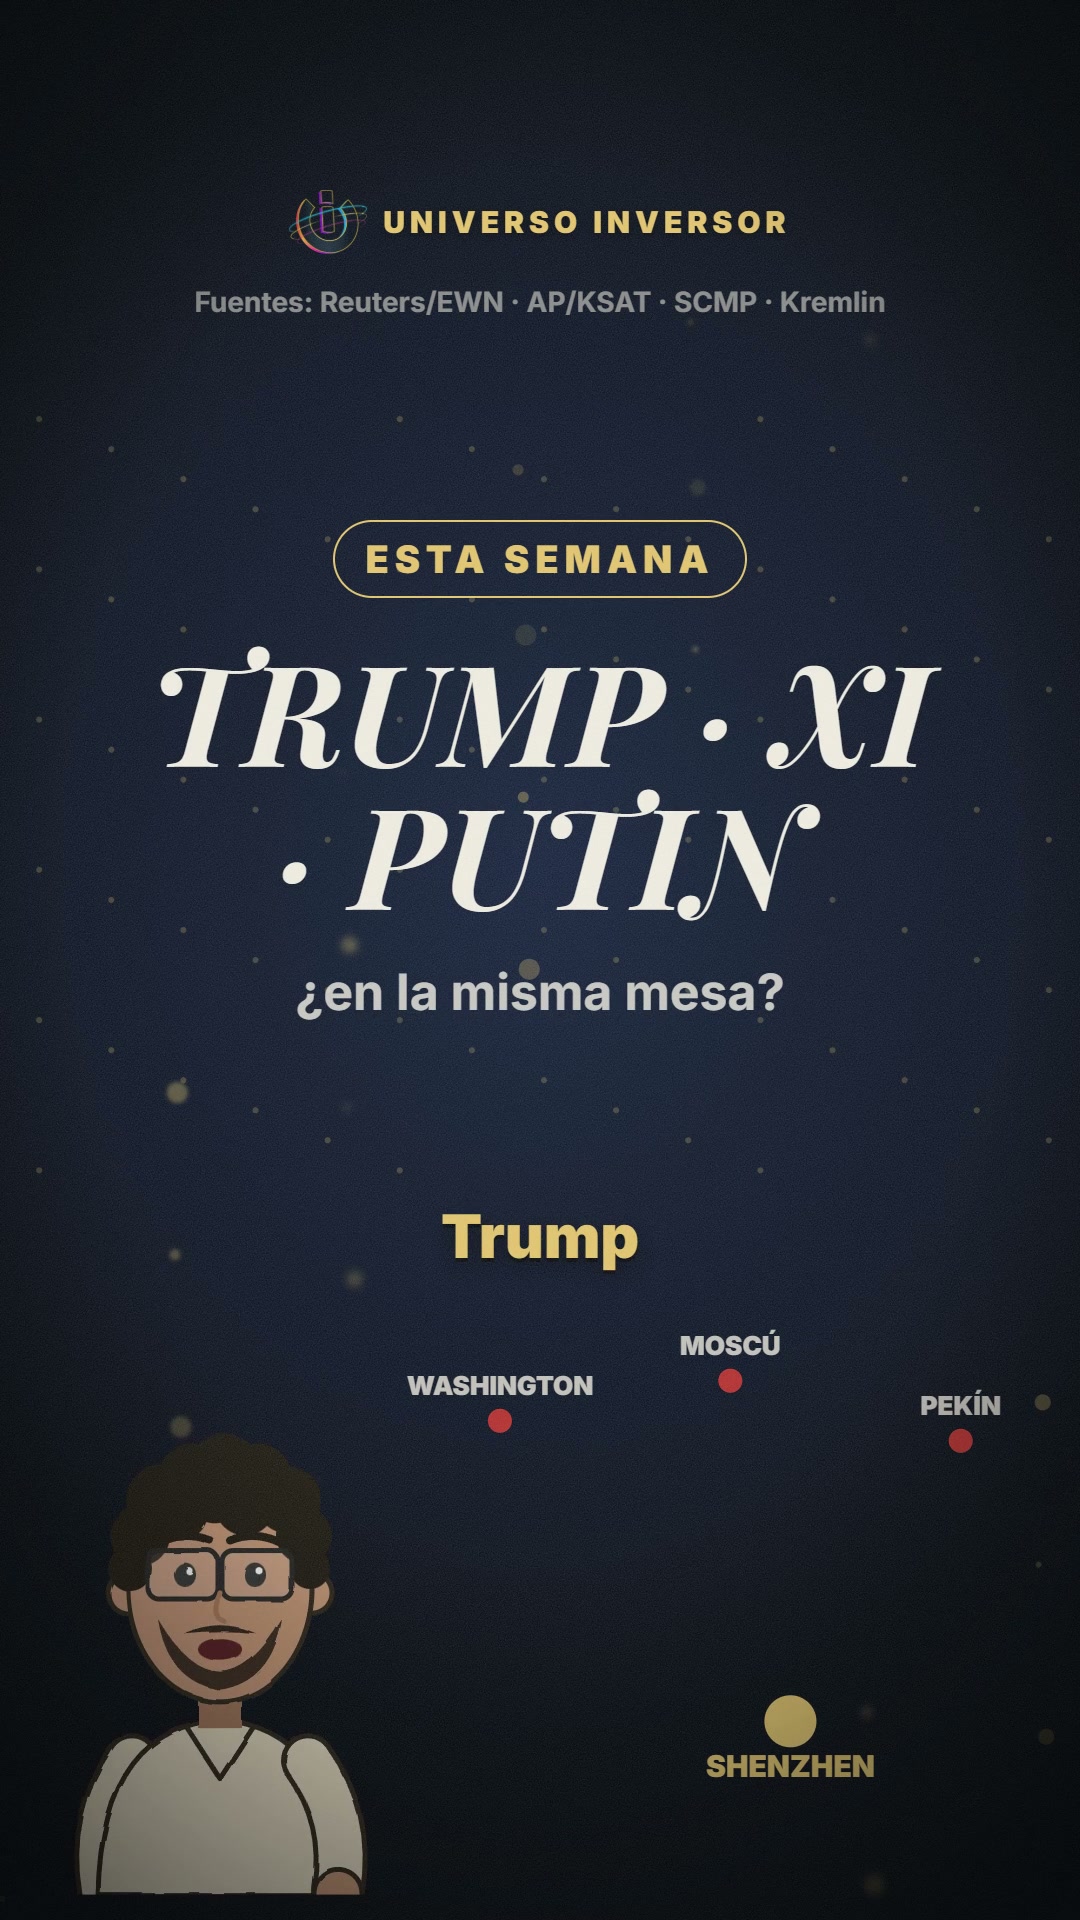 UNIVERSO INVERSOR
Fuentes: Reuters/EWN · AP/KSAT · SCMP · Kremlin
ESTA SEMANA
TRUMP · XI
· PUTIN
¿en la misma mesa?
Trump
MOSCÚ
WASHINGTON
PEKÍN
SHENZHEN